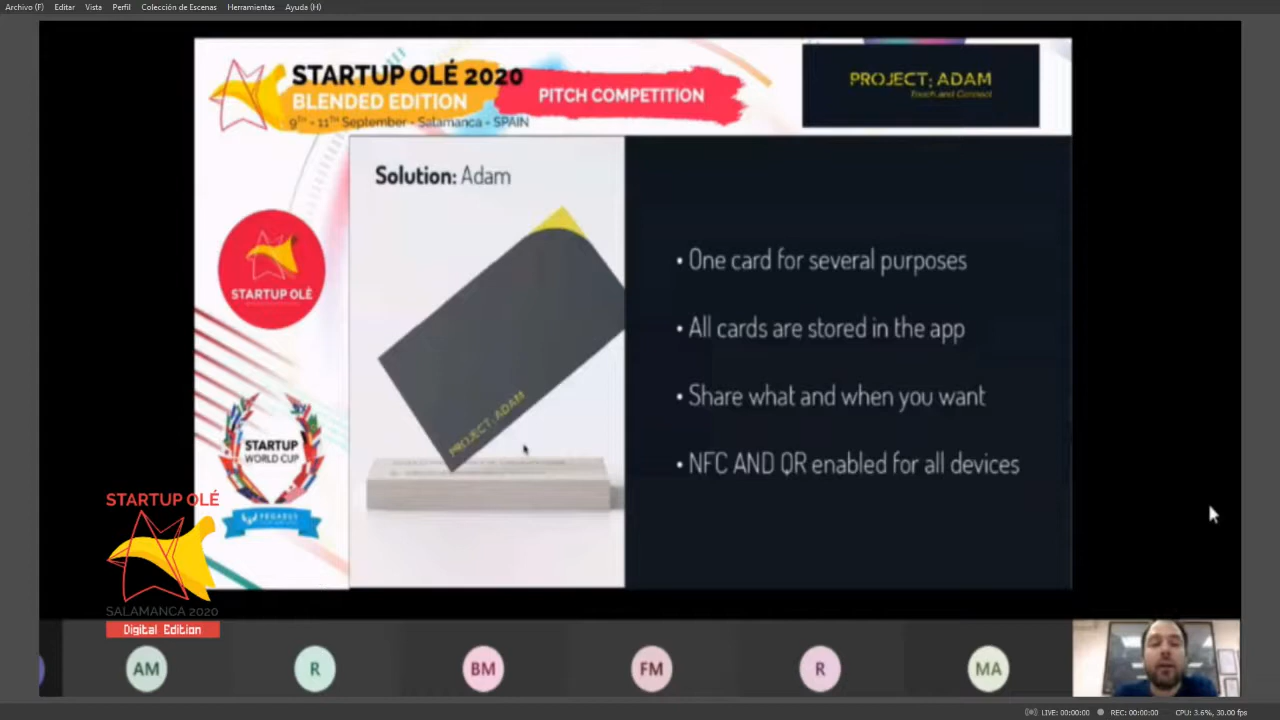 Archivo (F) Editar Vista Perfil Colección de Escenas Herramientas Ayuda (H)
STARTUP OLÉ 2020
BLENDED EDITION
PITCH COMPETITION
9TH - 11TH September - Salamanca - SPAIN
PROJECT: ADAM
Touch and Connect
Solution: Adam
• One card for several purposes
• All cards are stored in the app
• Share what and when you want
• NFC AND QR enabled for all devices
PROJECT: ADAM
STARTUP OLÉ
STARTUP
WORLD CUP
PEGASUS
STARTUP OLÉ
SALAMANCA 2020
Digital Edition
AM R BM FM R MA
LIVE: 00:00:00 REC: 00:00:00 CPU: 3.6%, 30.00 fps